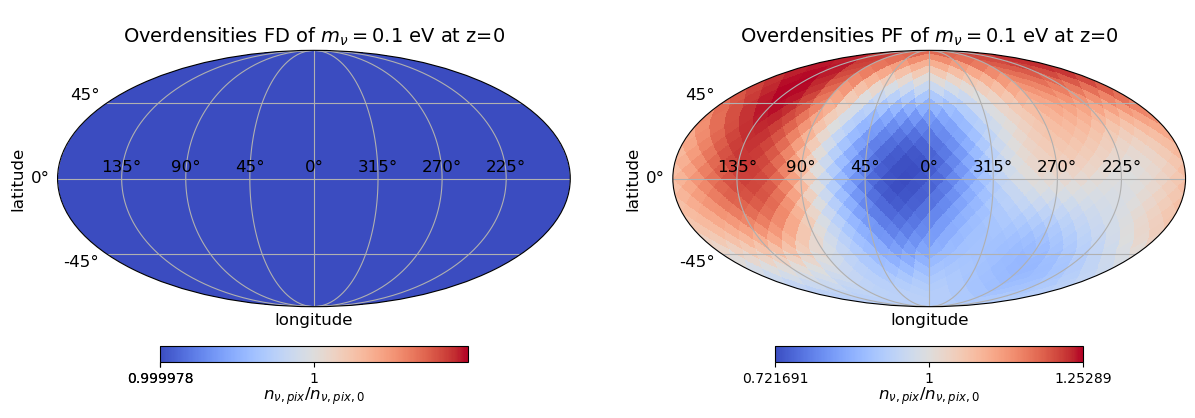 Overdensities FD of $m_\nu = 0.1$ eV at z=0
45°
135° 90° 45° 0° 315° 270° 225°
0°
-45°
latitude
longitude
0.999978 1
$n_{\nu,pix}/n_{\nu,pix,0}$
Overdensities PF of $m_\nu = 0.1$ eV at z=0
45°
135° 90° 45° 0° 315° 270° 225°
0°
-45°
latitude
longitude
0.721691 1 1.25289
$n_{\nu,pix}/n_{\nu,pix,0}$